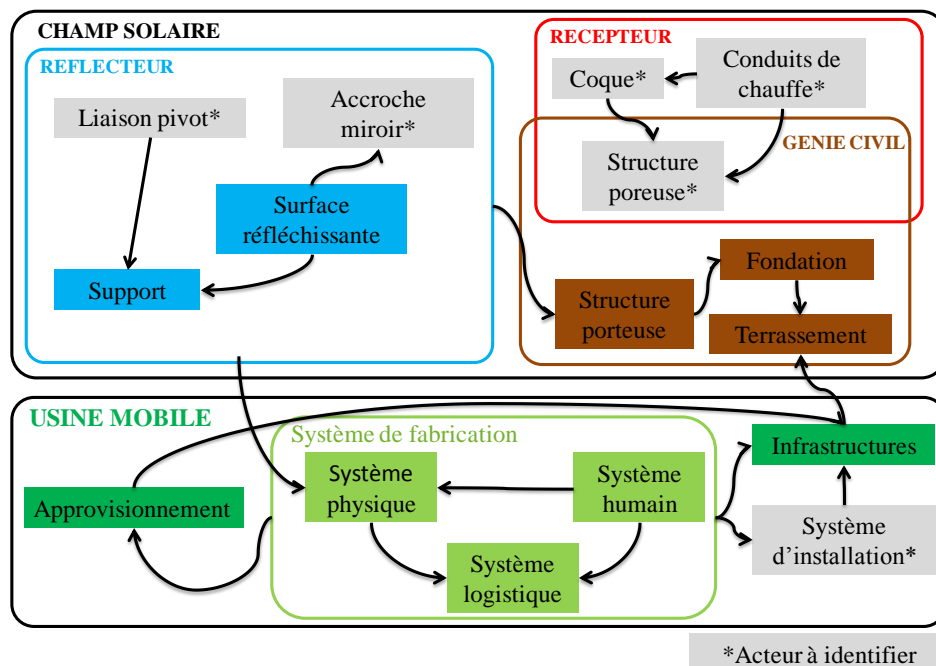 CHAMP SOLAIRE
REFLECTEUR
Liaison pivot*
Accroche
miroir*
Surface
réfléchissante
Support
RECEPTEUR
Coque*
Conduits de
chauffe*
GENIE CIVIL
Structure
poreuse*
Fondation
Structure
porteuse
Terrassement
USINE MOBILE
Système de fabrication
Approvisionnement
Système
physique
Système
humain
Système
logistique
Infrastructures
Système
d'installation*
*Acteur à identifier